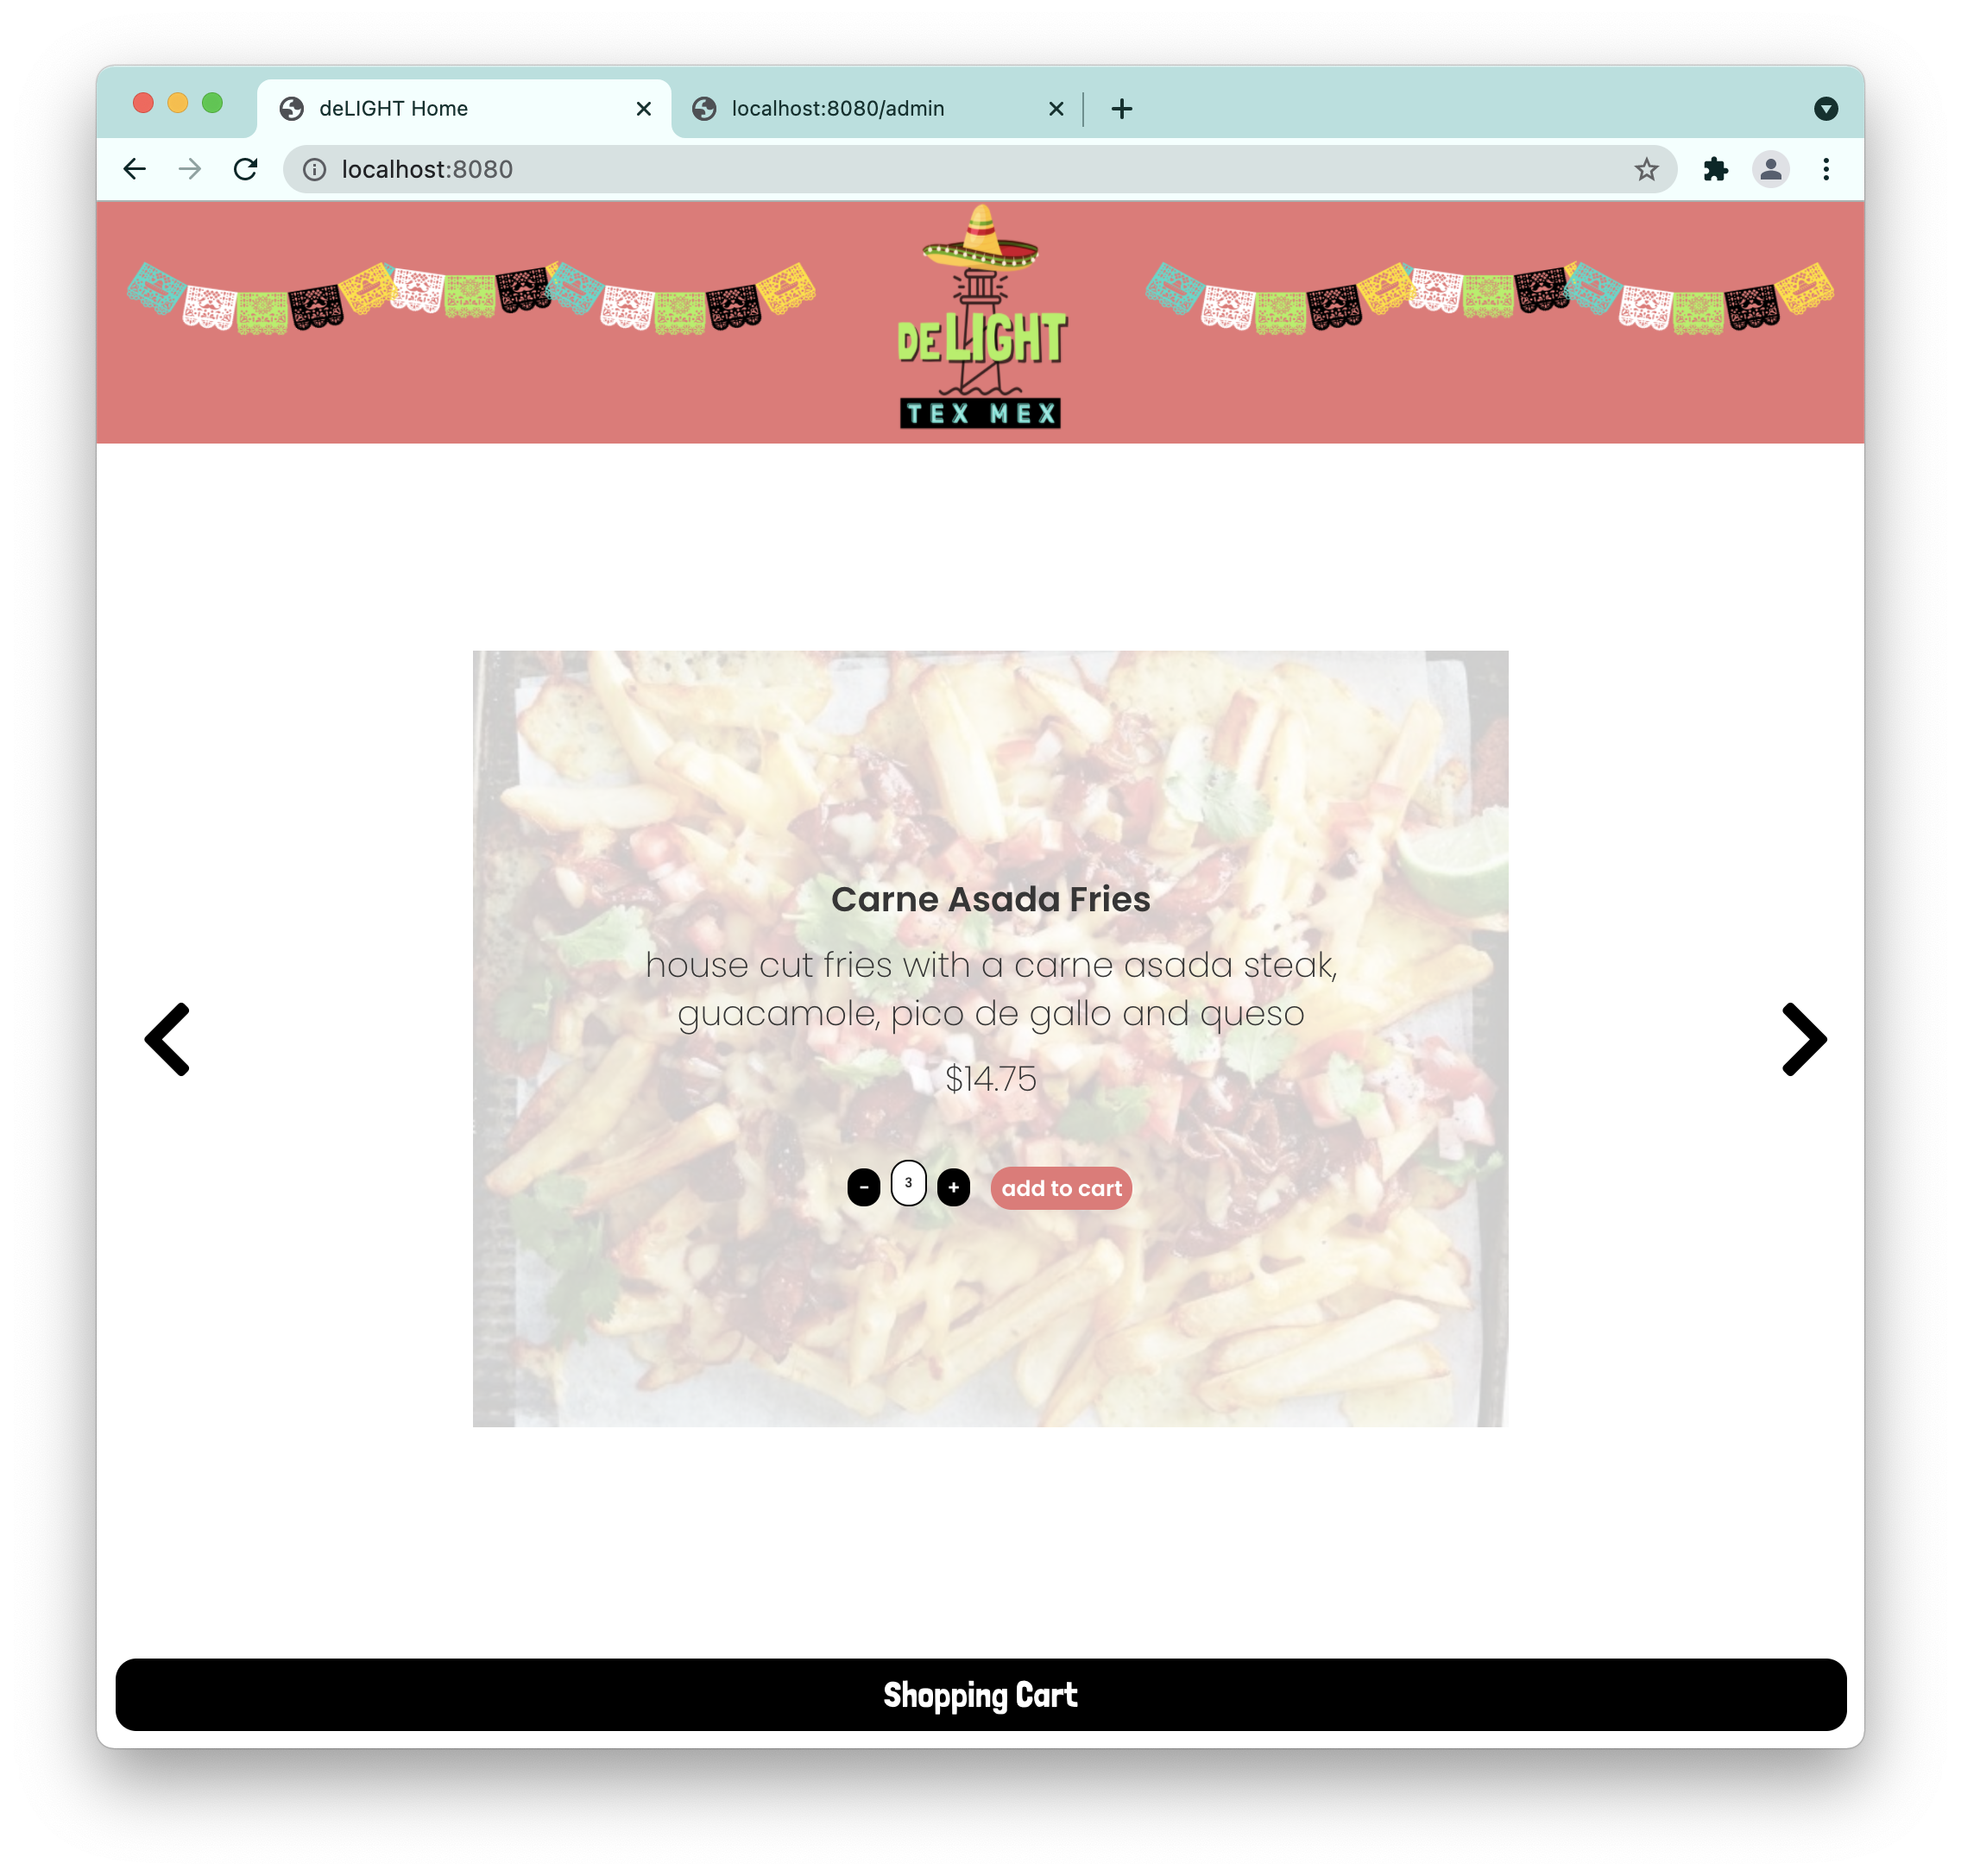 deLIGHT Home
localhost:8080/admin
localhost:8080
DELIGHT
TEX MEX
Carne Asada Fries
house cut fries with a carne asada steak,
guacamole, pico de gallo and queso
$14.75
- 3 + add to cart
Shopping Cart